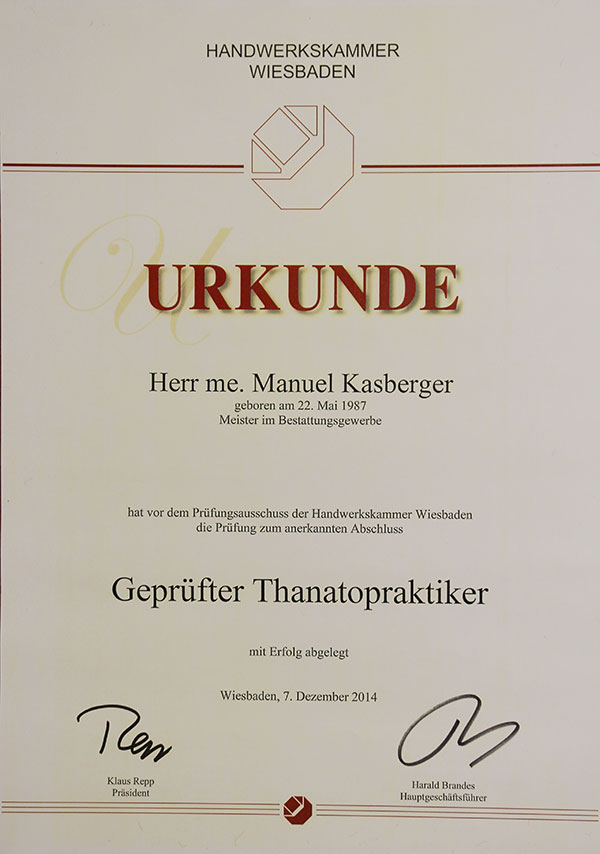 HANDWERKSKAMMER
WIESBADEN
URKUNDE
Herr me. Manuel Kasberger
geboren am 22. Mai 1987
Meister im Bestattungsgewerbe
hat vor dem Prüfungsausschuss der Handwerkskammer Wiesbaden
die Prüfung zum anerkannten Abschluss
Geprüfter Thanatopraktiker
mit Erfolg abgelegt
Wiesbaden, 7. Dezember 2014
Repp
Klaus Repp
Präsident
Harald Brandes
Hauptgeschäftsführer